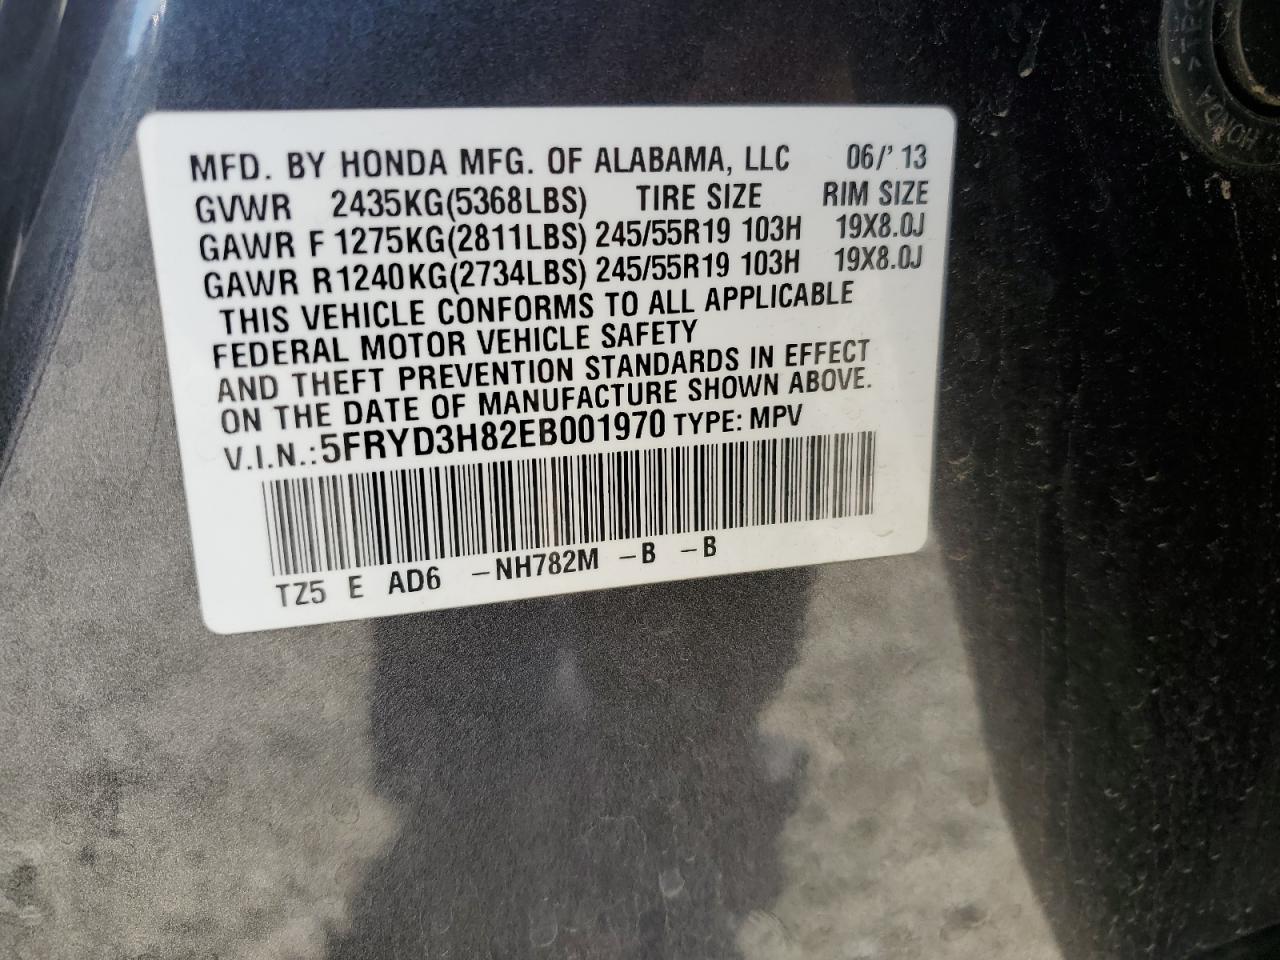 MFD. BY HONDA MFG. OF ALABAMA, LLC 06/'13
GVWR 2435KG(5368LBS) TIRE SIZE RIM SIZE
GAWR F 1275KG(2811LBS) 245/55R19 103H 19X8.0J
GAWR R1240KG(2734LBS) 245/55R19 103H 19X8.0J
THIS VEHICLE CONFORMS TO ALL APPLICABLE
FEDERAL MOTOR VEHICLE SAFETY
AND THEFT PREVENTION STANDARDS IN EFFECT
ON THE DATE OF MANUFACTURE SHOWN ABOVE.
V.I.N.:5FRYD3H82EB001970 TYPE: MPV
TZ5 E AD6 -NH782M -B -B
HONDA